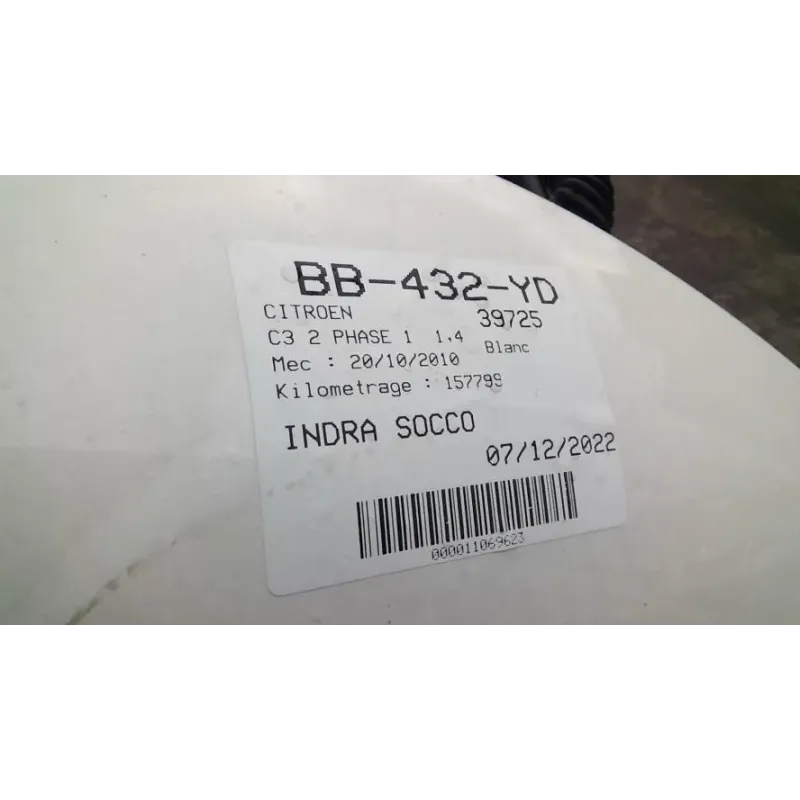 BB-432-YD
CITROEN 39725
C3 2 PHASE 1 1.4 Blanc
Mec : 20/10/2010
Kilometrage : 157799
INDRA SOCCO
07/12/2022
000011069623